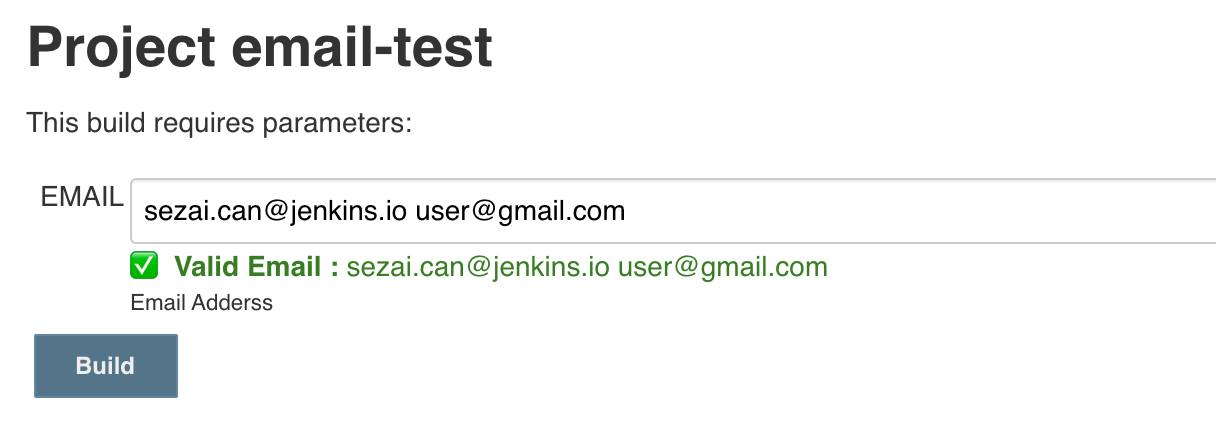 Project email-test
This build requires parameters:
EMAIL sezai.can@jenkins.io user@gmail.com
✅ Valid Email : sezai.can@jenkins.io user@gmail.com
Email Adderss
Build